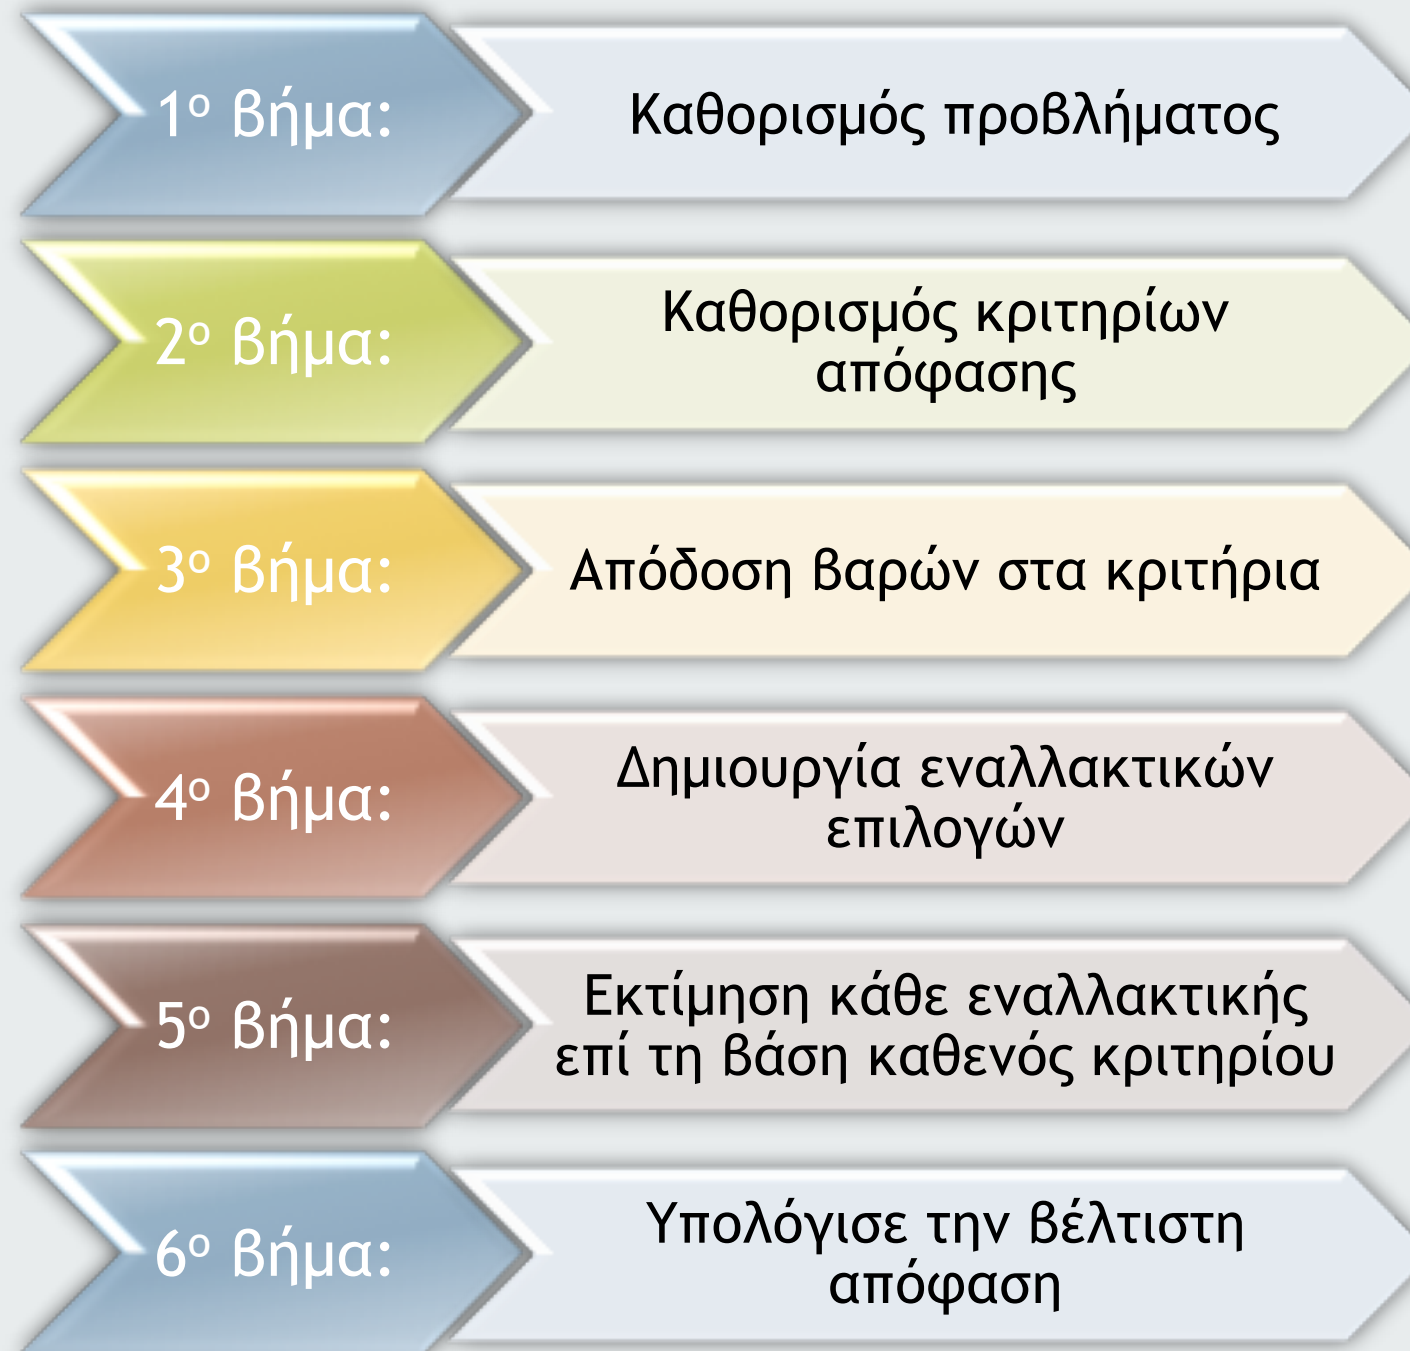 1ο βήμα:
Καθορισμός προβλήματος
2ο βήμα:
Καθορισμός κριτηρίων
απόφασης
3ο βήμα:
Απόδοση βαρών στα κριτήρια
4ο βήμα:
Δημιουργία εναλλακτικών
επιλογών
5ο βήμα:
Εκτίμηση κάθε εναλλακτικής
επί τη βάση καθενός κριτηρίου
6ο βήμα:
Υπολόγισε την βέλτιστη
απόφαση